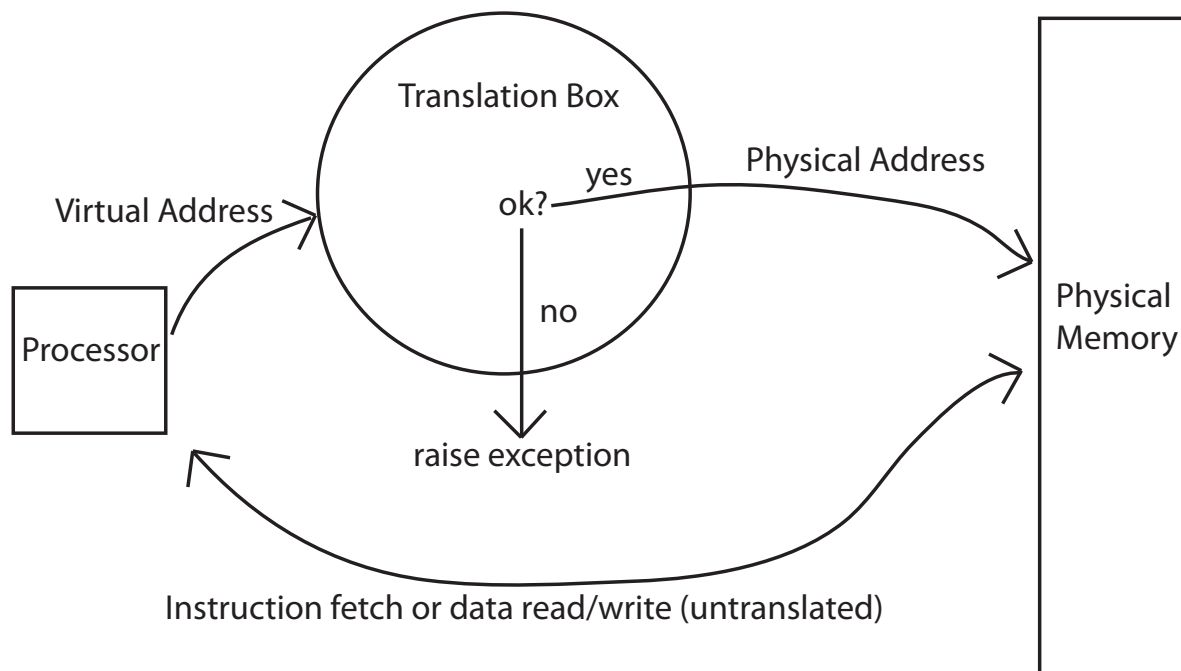 Translation Box
yes
Physical Address
ok?
Virtual Address
no
Physical
Memory
Processor
raise exception
Instruction fetch or data read/write (untranslated)